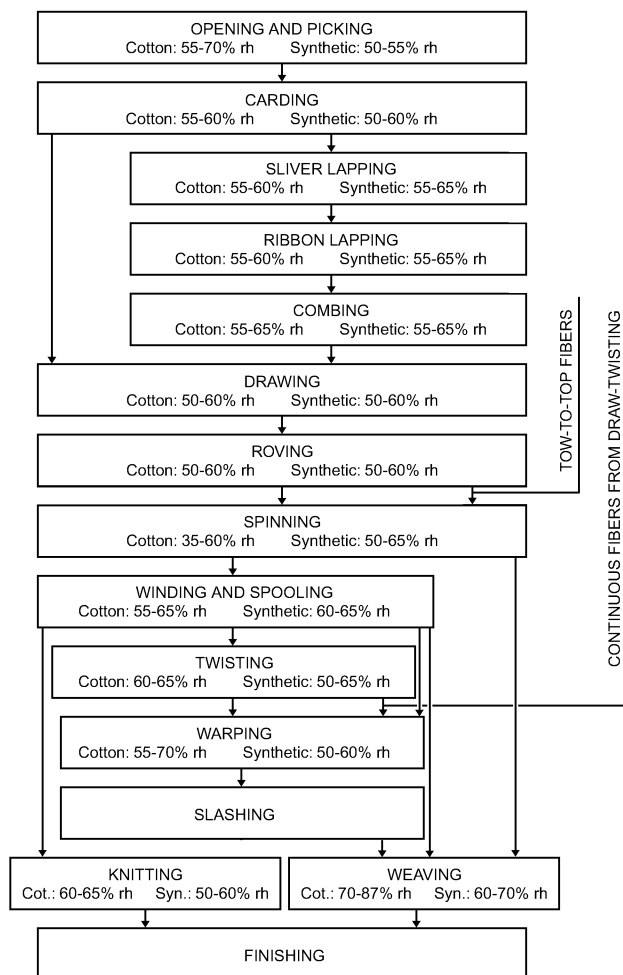 OPENING AND PICKING
Cotton: 55-70% rh Synthetic: 50-55% rh
CARDING
Cotton: 55-60% rh Synthetic: 50-60% rh
SLIVER LAPPING
Cotton: 55-60% rh Synthetic: 55-65% rh
RIBBON LAPPING
Cotton: 55-60% rh Synthetic: 55-65% rh
COMBING
Cotton: 55-65% rh Synthetic: 55-65% rh
DRAWING
Cotton: 50-60% rh Synthetic: 50-60% rh
ROVING
Cotton: 50-60% rh Synthetic: 50-60% rh
TOW-TO-TOP FIBERS
CONTINUOUS FIBERS FROM DRAW-TWISTING
SPINNING
Cotton: 35-60% rh Synthetic: 50-65% rh
WINDING AND SPOOLING
Cotton: 55-65% rh Synthetic: 60-65% rh
TWISTING
Cotton: 60-65% rh Synthetic: 50-65% rh
WARPING
Cotton: 55-70% rh Synthetic: 50-60% rh
SLASHING
KNITTING
Cot.: 60-65% rh Syn.: 50-60% rh
WEAVING
Cot.: 70-87% rh Syn.: 60-70% rh
FINISHING